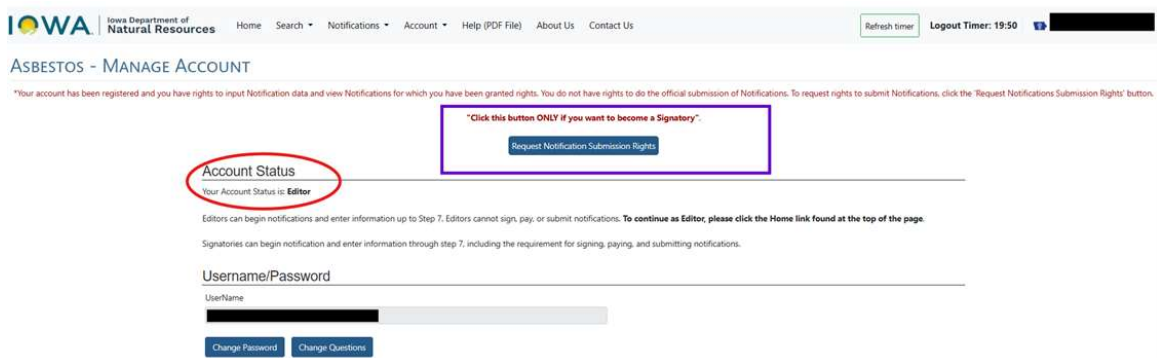 IOWA Iowa Department of Natural Resources Home Search Notifications Account Help (PDF File) About Us Contact Us Refresh timer Logout Timer: 19:50
ASBESTOS - MANAGE ACCOUNT
*Your account has been registered and you have rights to input Notification data and view Notifications for which you have been granted rights. You do not have rights to do the official submission of Notifications. To request rights to submit Notifications, click the 'Request Notifications Submission Rights' button.
"Click this button ONLY if you want to become a Signatory".
Request Notification Submission Rights
Account Status
Your Account Status is: Editor
Editors can begin notifications and enter information up to Step 7. Editors cannot sign, pay, or submit notifications. To continue as Editor, please click the Home link found at the top of the page.
Signatories can begin notification and enter information through step 7, including the requirement for signing, paying, and submitting notifications.
Username/Password
UserName
Change Password Change Questions